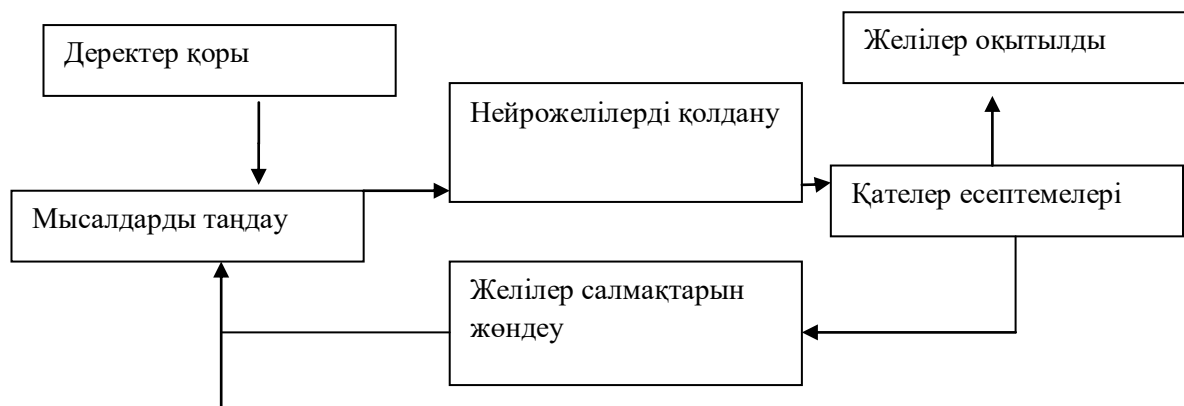 Деректер қоры
Желілер оқытылды
Нейрожелілерді қолдану
Мысалдарды таңдау
Қателер есептемелері
Желілер салмақтарын
жөндеу